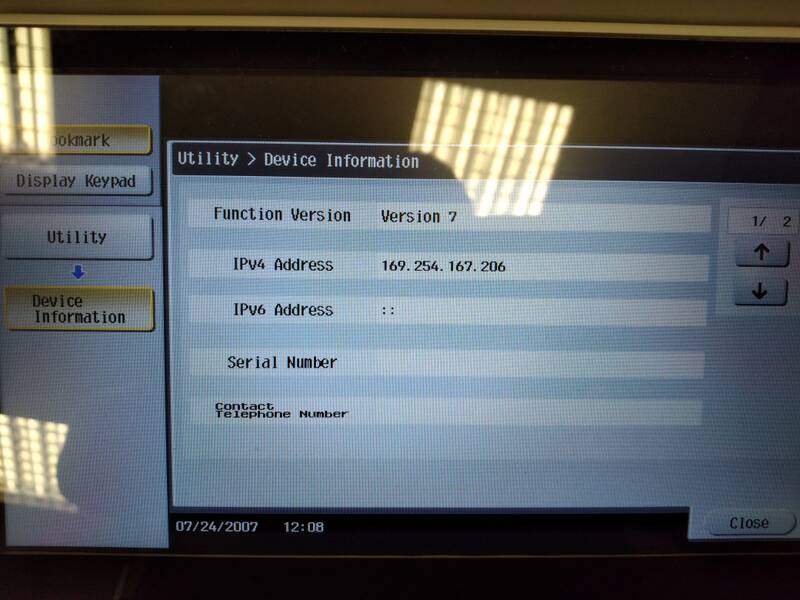 ookmark
Display Keypad
Utility
Device
Information
Utility > Device Information
Function Version Version 7
IPv4 Address 169.254.167.206
IPv6 Address ::
Serial Number
Contact
Telephone Number
1/ 2
↑
↓
07/24/2007 12:08
Close